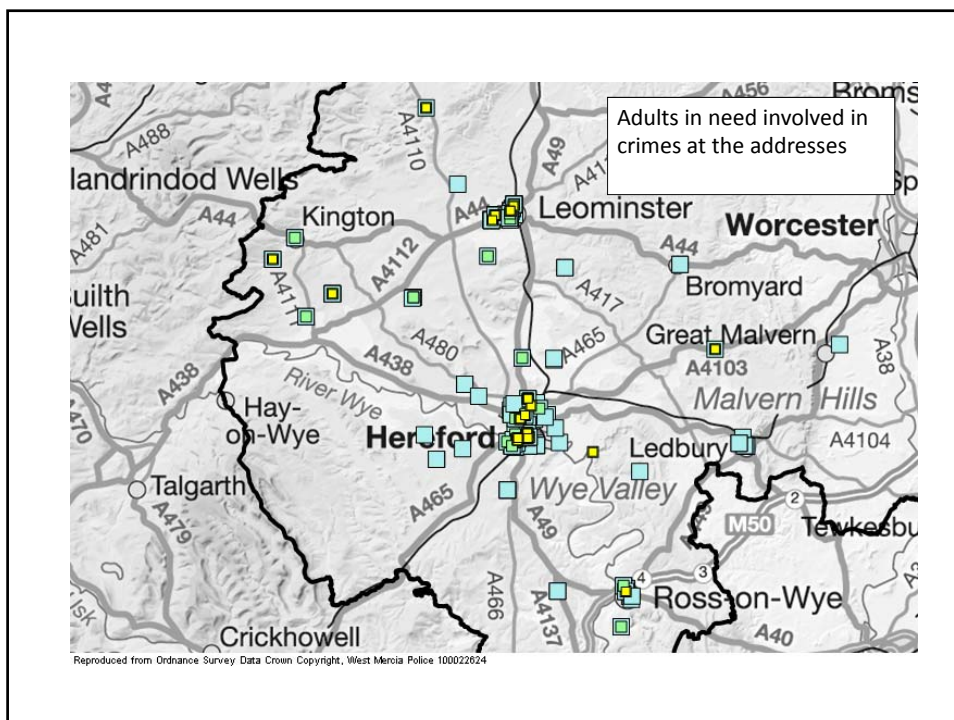 Adults in need involved in
crimes at the addresses
A456
A488
A4110
A49
landrindod Wells
A44
Kington
A44
Leominster
Worcester
A481
A4112
A44
A4111
A417
Bromyard
uilth
Wells
A480
A465
Great Malvern
A438
A4103
A38
A438
River Wye
Malvern Hills
A470
Hay-
on-Wye
Hereford
Ledbury
A4104
Talgarth
Wye Valley
A465
A479
A49
M50
2
Tewkesbu
A466
4
3
Ross-on-Wye
A4137
Crickhowell
A40
Reproduced from Ordnance Survey Data Crown Copyright, West Mercia Police 100022624